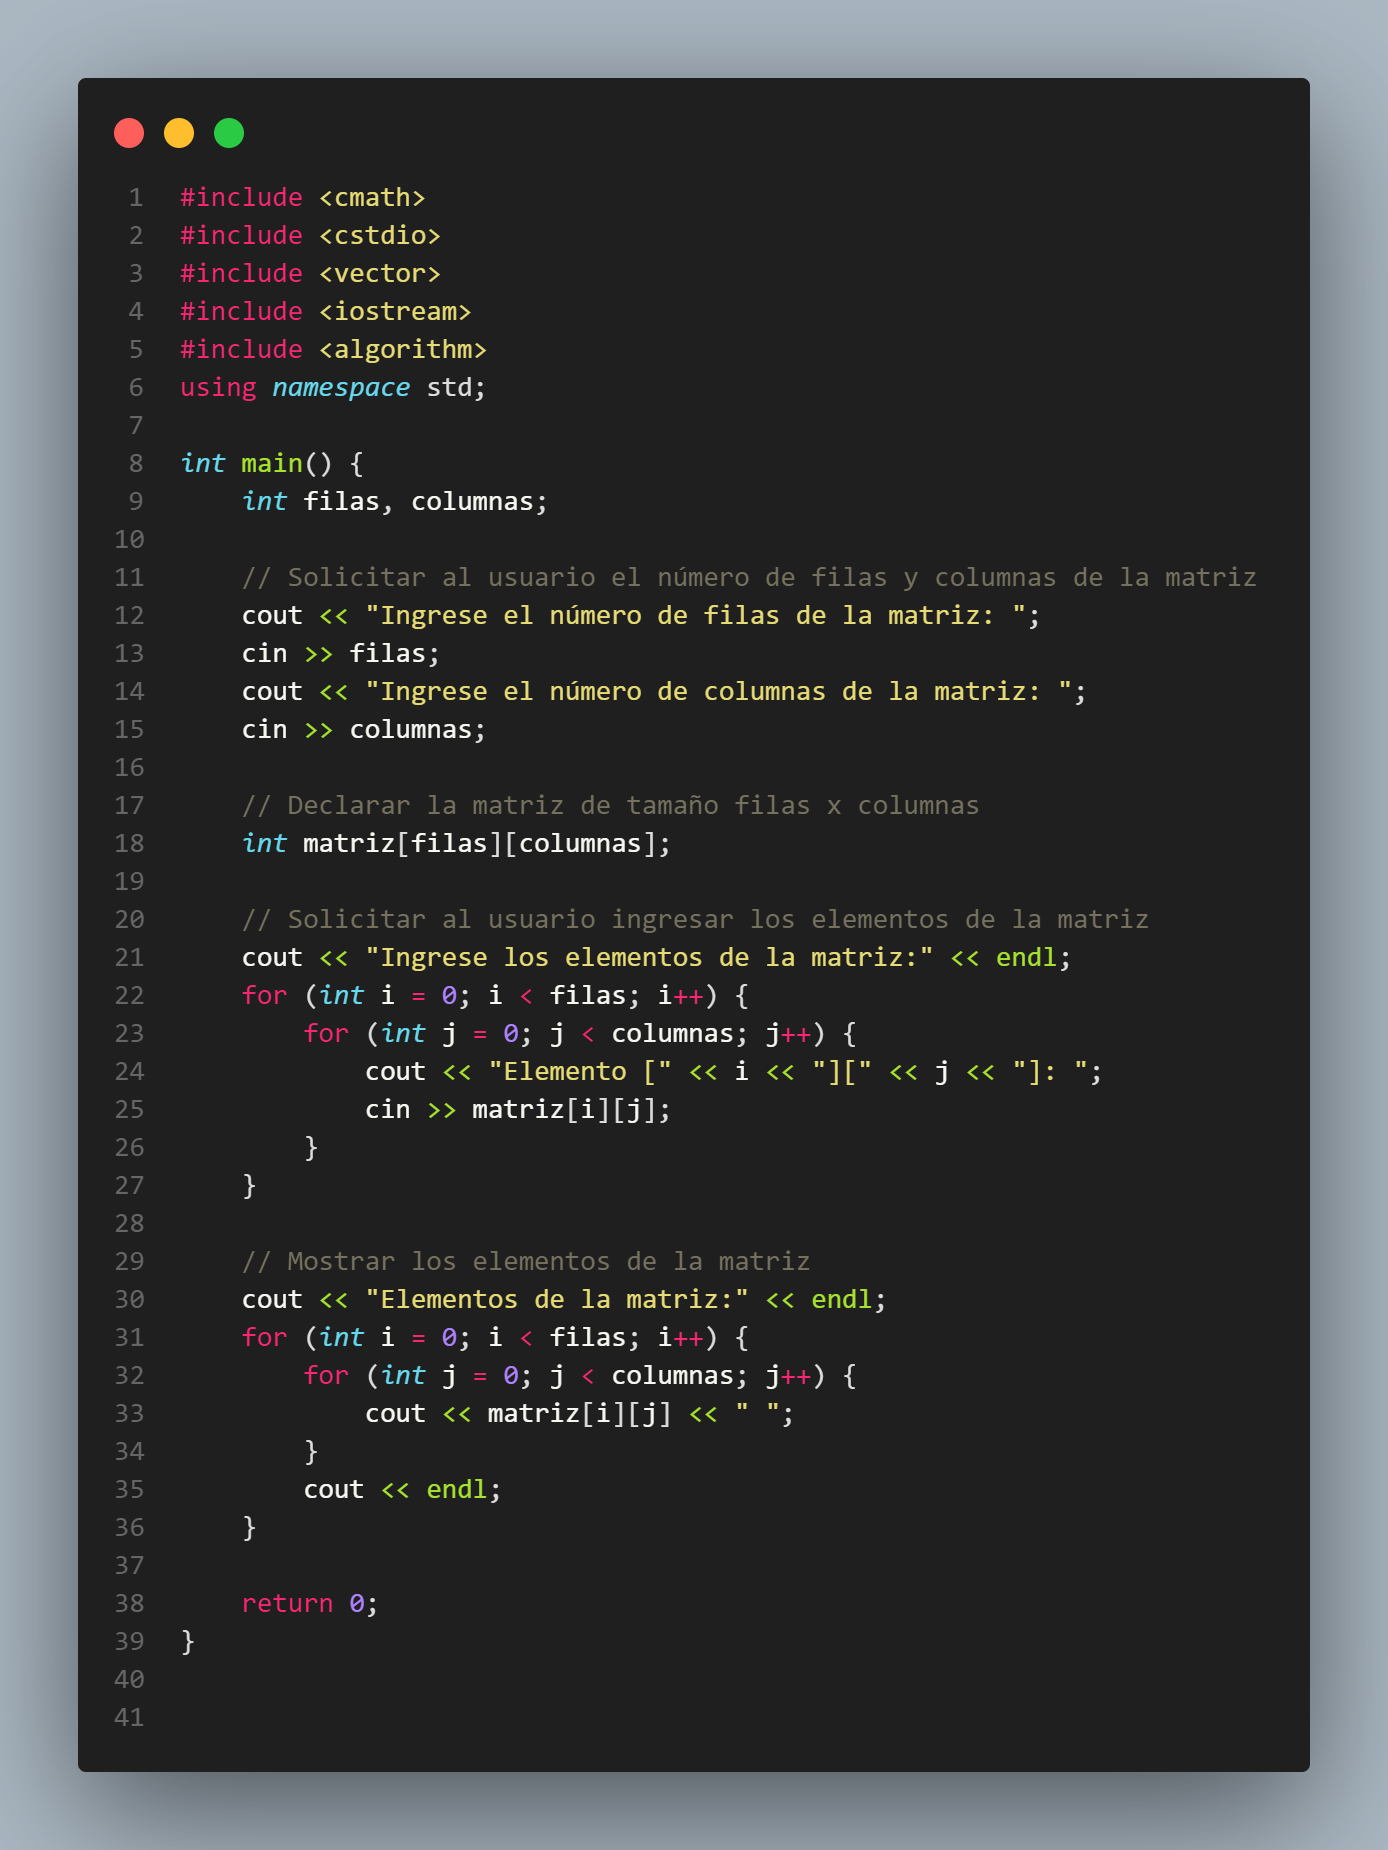 1 #include <cmath>
2 #include <cstdio>
3 #include <vector>
4 #include <iostream>
5 #include <algorithm>
6 using namespace std;
7
8 int main() {
9     int filas, columnas;
10
11     // Solicitar al usuario el número de filas y columnas de la matriz
12     cout << "Ingrese el número de filas de la matriz: ";
13     cin >> filas;
14     cout << "Ingrese el número de columnas de la matriz: ";
15     cin >> columnas;
16
17     // Declarar la matriz de tamaño filas x columnas
18     int matriz[filas][columnas];
19
20     // Solicitar al usuario ingresar los elementos de la matriz
21     cout << "Ingrese los elementos de la matriz:" << endl;
22     for (int i = 0; i < filas; i++) {
23         for (int j = 0; j < columnas; j++) {
24             cout << "Elemento [" << i << "][" << j << "]: ";
25             cin >> matriz[i][j];
26         }
27     }
28
29     // Mostrar los elementos de la matriz
30     cout << "Elementos de la matriz:" << endl;
31     for (int i = 0; i < filas; i++) {
32         for (int j = 0; j < columnas; j++) {
33             cout << matriz[i][j] << " ";
34         }
35         cout << endl;
36     }
37
38     return 0;
39 }
40
41